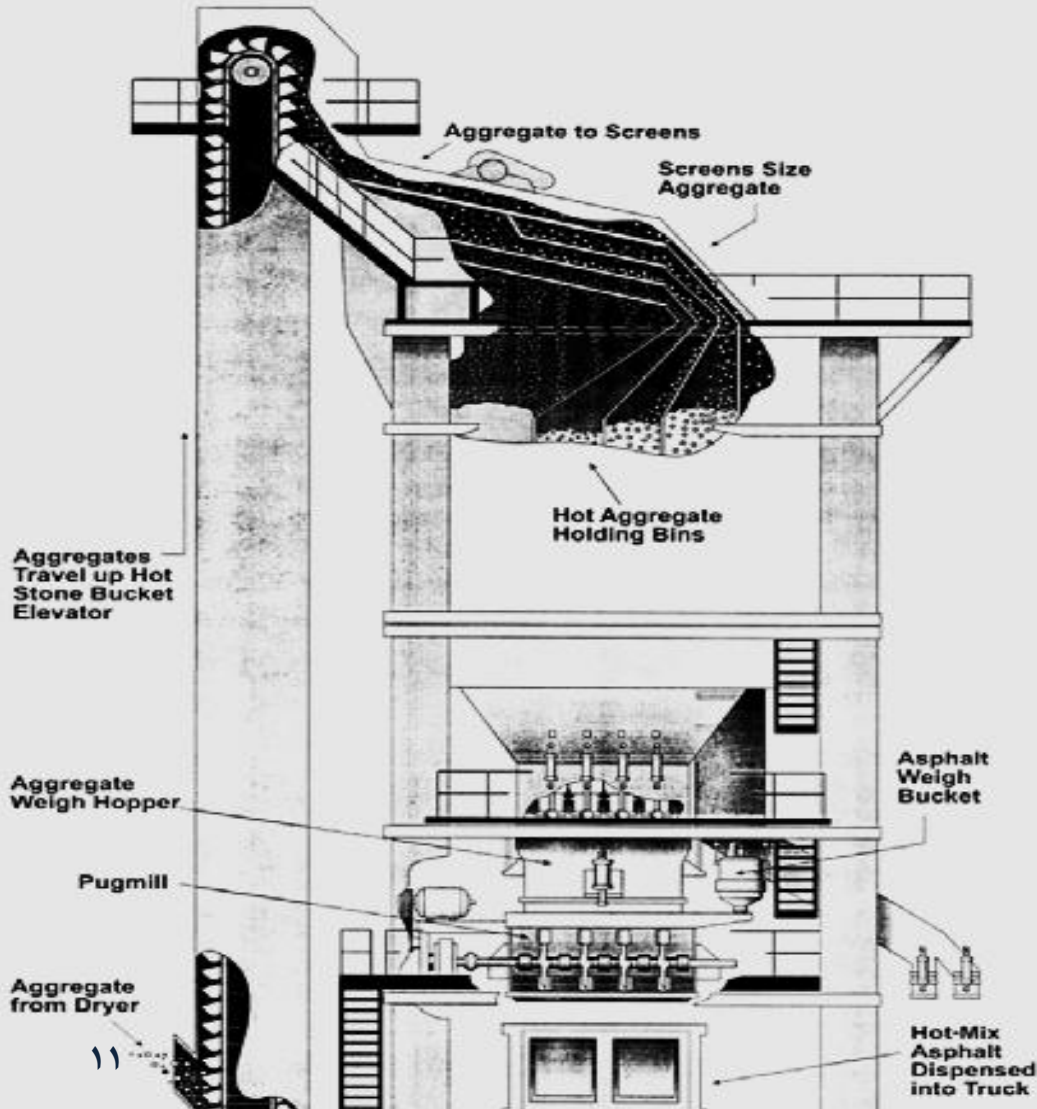 Aggregate to Screens
Screens Size
Aggregate
Hot Aggregate
Holding Bins
Aggregates
Travel up Hot
Stone Bucket
Elevator
Aggregate
Weigh Hopper
Asphalt
Weigh
Bucket
Pugmill
Aggregate
from Dryer
١١
Hot-Mix
Asphalt
Dispensed
into Truck